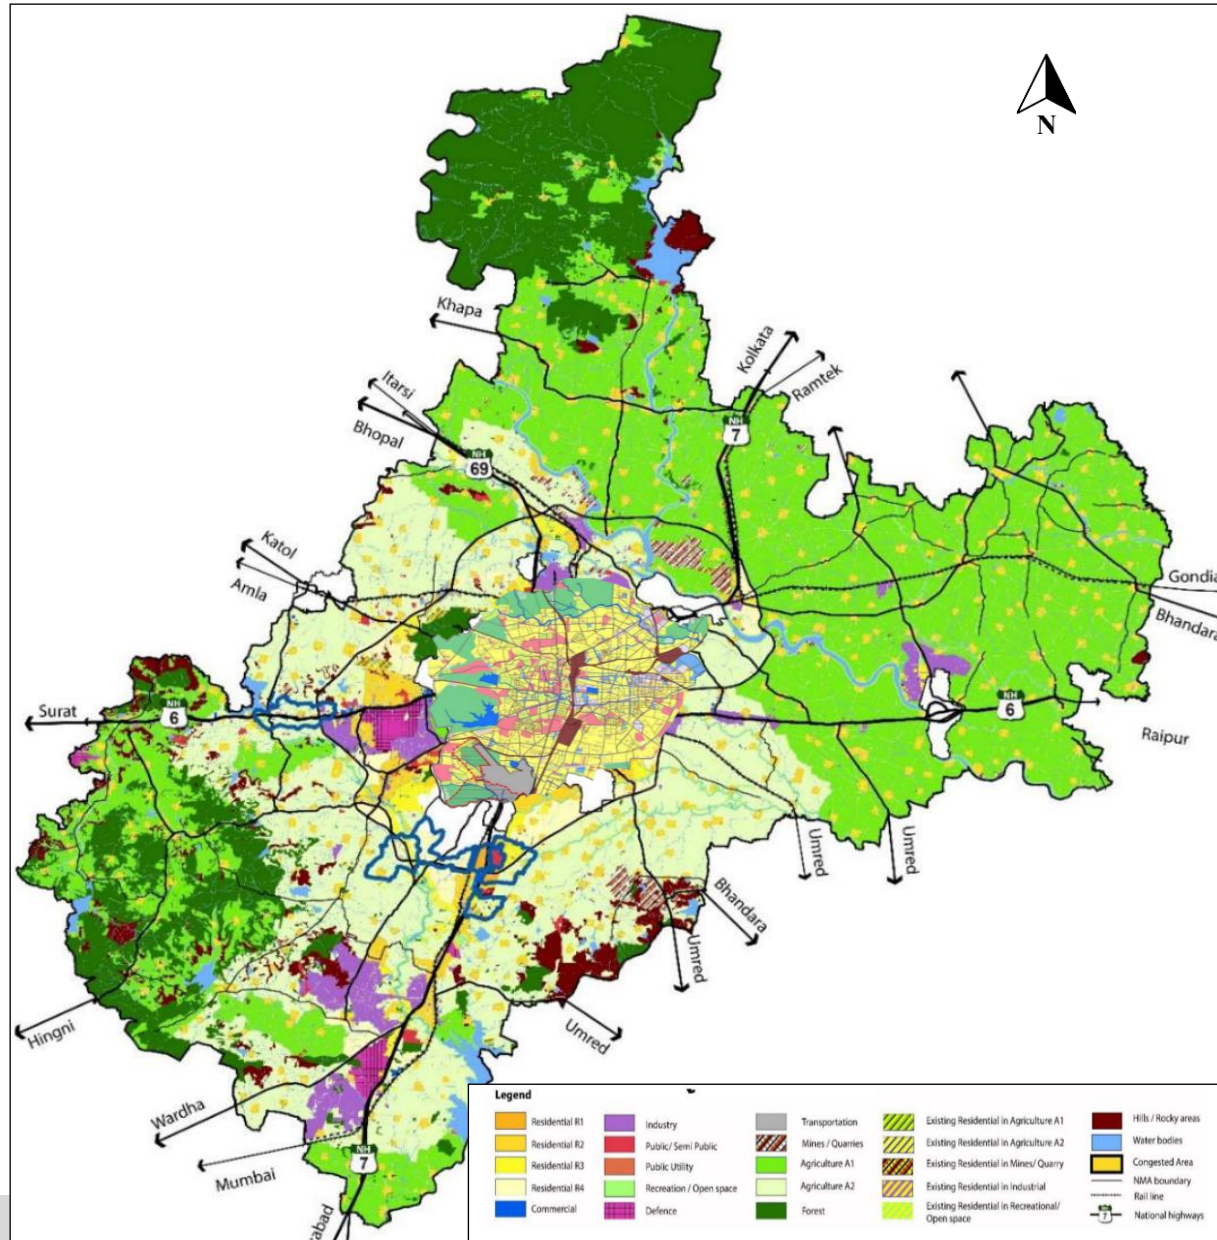 N
Khapa
Kolkata
Ramtek
Itarsi
Bhopal
NH
7
NH
69
Katol
Amla
Gondia
Bhandara
Surat
NH
6
NH
6
Raipur
Umred
Umred
Bhandara
Umred
Umred
Hingni
Wardha
Mumbai
NH
7
abad
Legend
Residential R1
Residential R2
Residential R3
Residential R4
Commercial
Industry
Public/ Semi Public
Public Utility
Recreation / Open space
Defence
Transportation
Mines / Quarries
Agriculture A1
Agriculture A2
Forest
Existing Residential in Agriculture A1
Existing Residential in Agriculture A2
Existing Residential in Mines/ Quarry
Existing Residential in Industrial
Existing Residential in Recreational/
Open space
Hills / Rocky areas
Water bodies
Congested Area
NMA boundary
Rail line
7
National highways